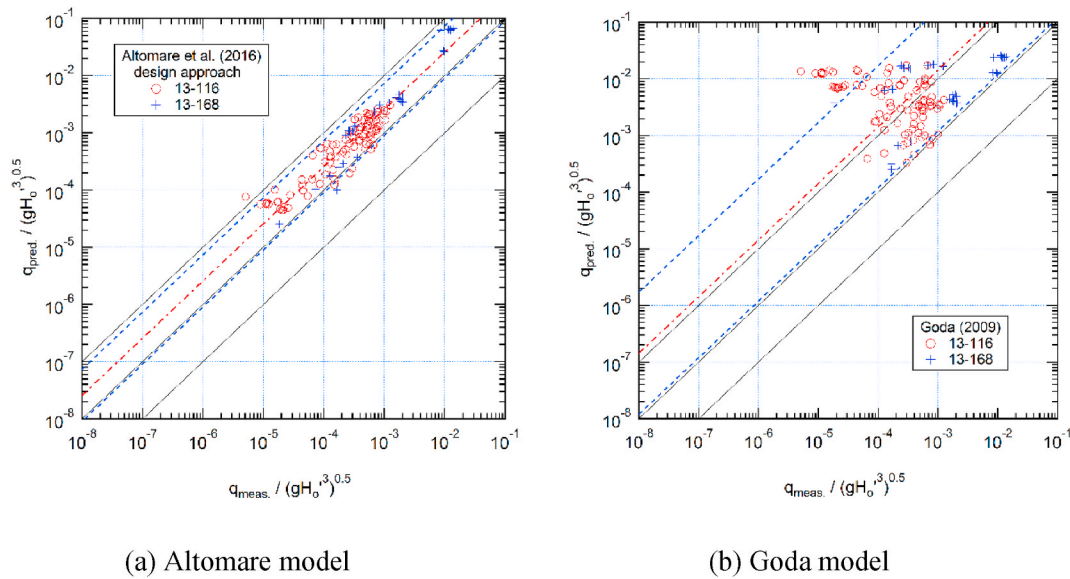 Altomare et al. (2016)
design approach
13-116
13-168
10⁻¹
10⁻²
10⁻³
10⁻⁴
10⁻⁵
10⁻⁶
10⁻⁷
10⁻⁸
q_pred. / (gH_o'^3)^0.5
10⁻⁸ 10⁻⁷ 10⁻⁶ 10⁻⁵ 10⁻⁴ 10⁻³ 10⁻² 10⁻¹
q_meas. / (gH_o'^3)^0.5
(a) Altomare model
10⁻¹
10⁻²
10⁻³
10⁻⁴
10⁻⁵
10⁻⁶
10⁻⁷
10⁻⁸
q_pred. / (gH_o'^3)^0.5
Goda (2009)
13-116
13-168
10⁻⁸ 10⁻⁷ 10⁻⁶ 10⁻⁵ 10⁻⁴ 10⁻³ 10⁻² 10⁻¹
q_meas. / (gH_o'^3)^0.5
(b) Goda model